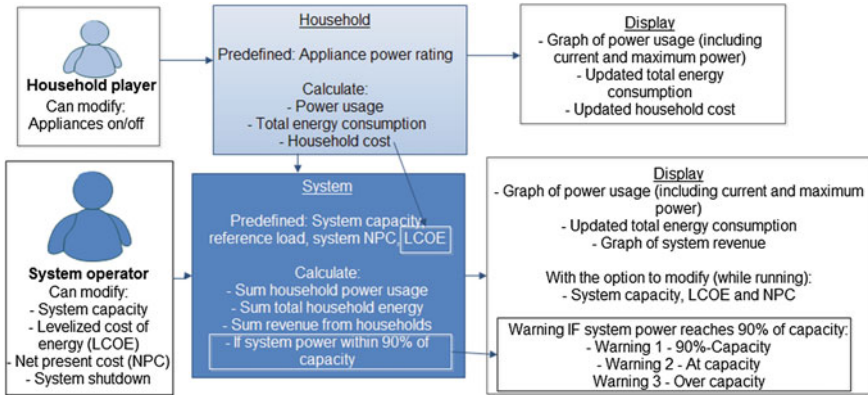 Household player
Can modify:
Appliances on/off
Household
Predefined: Appliance power rating
Calculate:
- Power usage
- Total energy consumption
- Household cost
Display
- Graph of power usage (including
current and maximum power)
- Updated total energy
consumption
- Updated household cost
System operator
Can modify:
- System capacity
- Levelized cost of
energy (LCOE)
- Net present cost (NPC)
- System shutdown
System
Predefined: System capacity,
reference load, system NPC, LCOE
Calculate:
- Sum household power usage
- Sum total household energy
- Sum revenue from households
- If system power within 90% of
capacity
Display
- Graph of power usage (including current and maximum
power)
- Updated total energy consumption
- Graph of system revenue
With the option to modify (while running):
- System capacity, LCOE and NPC
Warning IF system power reaches 90% of capacity:
- Warning 1 - 90%-Capacity
- Warning 2 - At capacity
Warning 3 - Over capacity